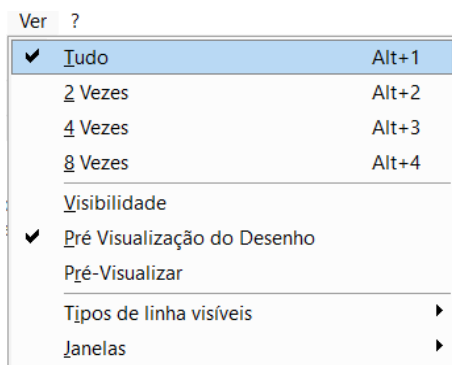 Ver ?
Tudo Alt+1
2 Vezes Alt+2
4 Vezes Alt+3
8 Vezes Alt+4
Visibilidade
Pré Visualização do Desenho
Pré-Visualizar
Tipos de linha visíveis
Janelas